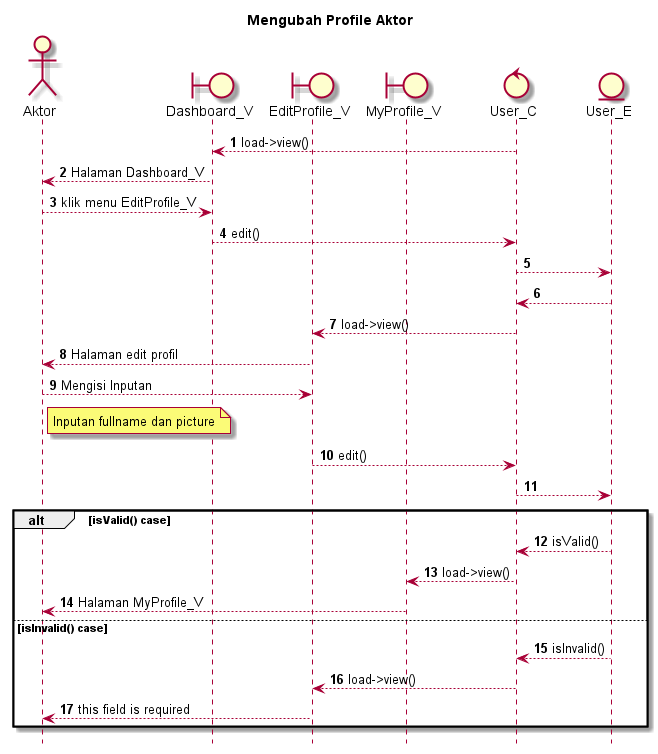 Mengubah Profile Aktor
Aktor
Dashboard_V
EditProfile_V
MyProfile_V
User_C
User_E
1 load->view()
2 Halaman Dashboard_V
3 klik menu EditProfile_V
4 edit()
5
6
7 load->view()
8 Halaman edit profil
9 Mengisi Inputan
Inputan fullname dan picture
10 edit()
11
alt [isValid() case]
12 isValid()
13 load->view()
14 Halaman MyProfile_V
[isInvalid() case]
15 isInvalid()
16 load->view()
17 this field is required